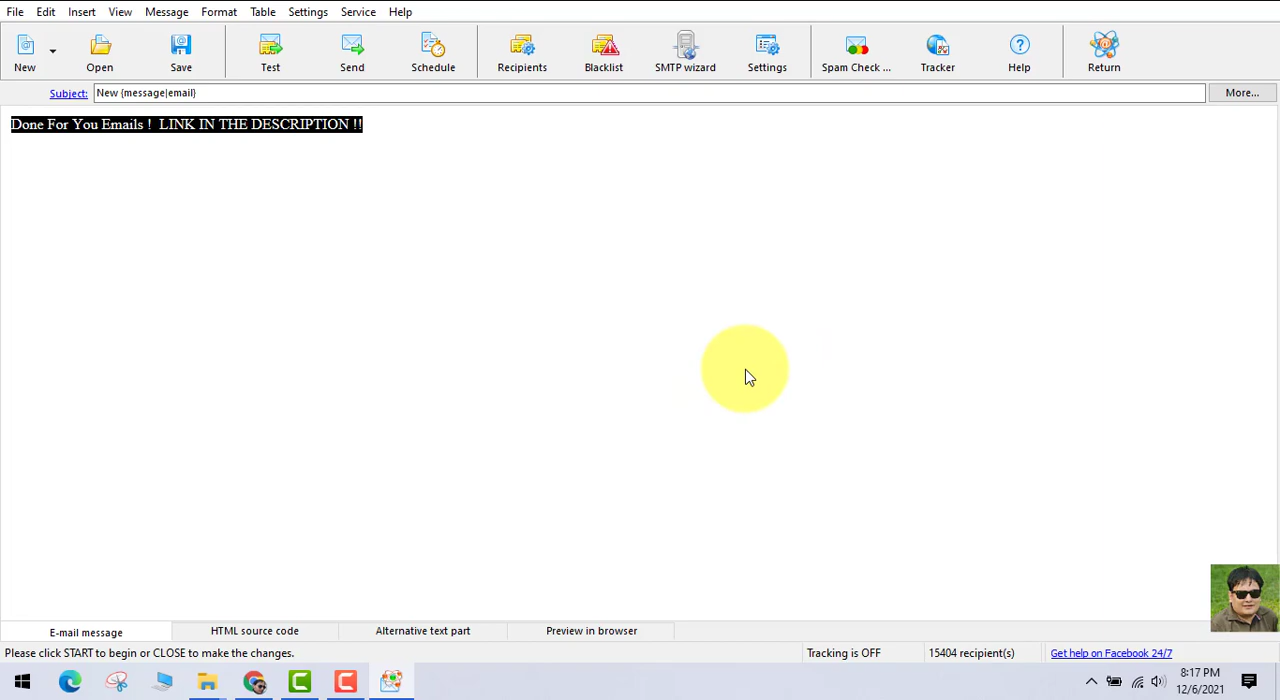 File Edit Insert View Message Format Table Settings Service Help
New Open Save Test Send Schedule Recipients Blacklist SMTP wizard Settings Spam Check ... Tracker Help Return
Subject: New {message|email} More...
Done For You Emails ! LINK IN THE DESCRIPTION !!
E-mail message HTML source code Alternative text part Preview in browser
Please click START to begin or CLOSE to make the changes. Tracking is OFF 15404 recipient(s) Get help on Facebook 24/7
8:17 PM
12/6/2021